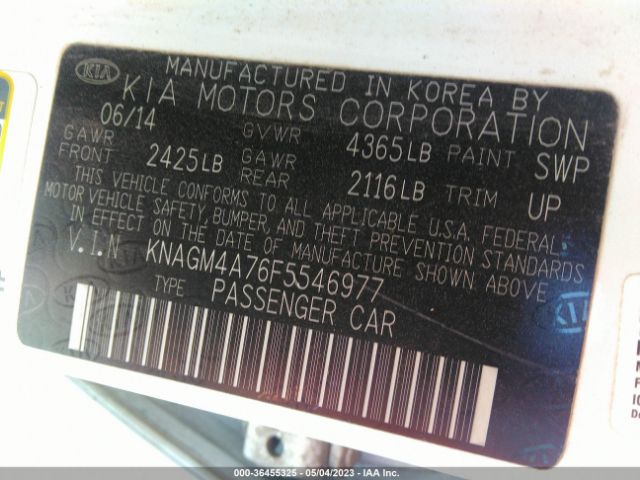 KIA
MANUFACTURED IN KOREA BY
KIA MOTORS CORPORATION
06/14 GVWR 4365LB PAINT SWP
GAWR FRONT 2425LB GAWR REAR 2116LB TRIM UP
THIS VEHICLE CONFORMS TO ALL APPLICABLE U.S.A. FEDERAL
MOTOR VEHICLE SAFETY, BUMPER, AND THEFT PREVENTION STANDARDS
IN EFFECT ON THE DATE OF MANUFACTURE SHOWN ABOVE
V.I.N KNAGM4A76F5546977
TYPE PASSENGER CAR
000-36455325 - 05/04/2023 - IAA Inc.